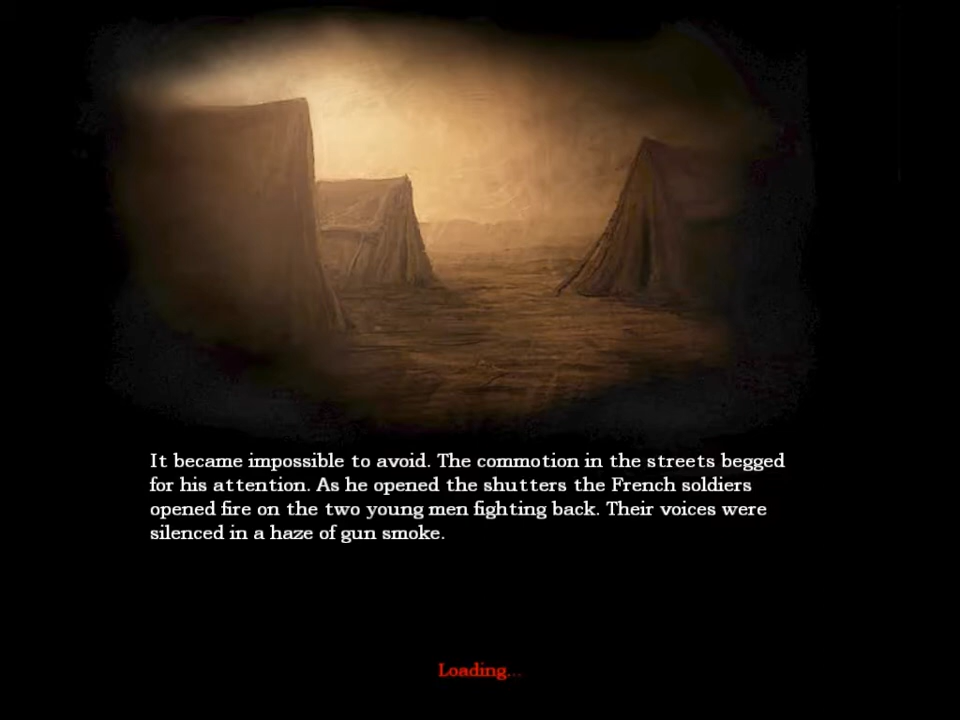 It became impossible to avoid. The commotion in the streets begged
for his attention. As he opened the shutters the French soldiers
opened fire on the two young men fighting back. Their voices were
silenced in a haze of gun smoke.
Loading...